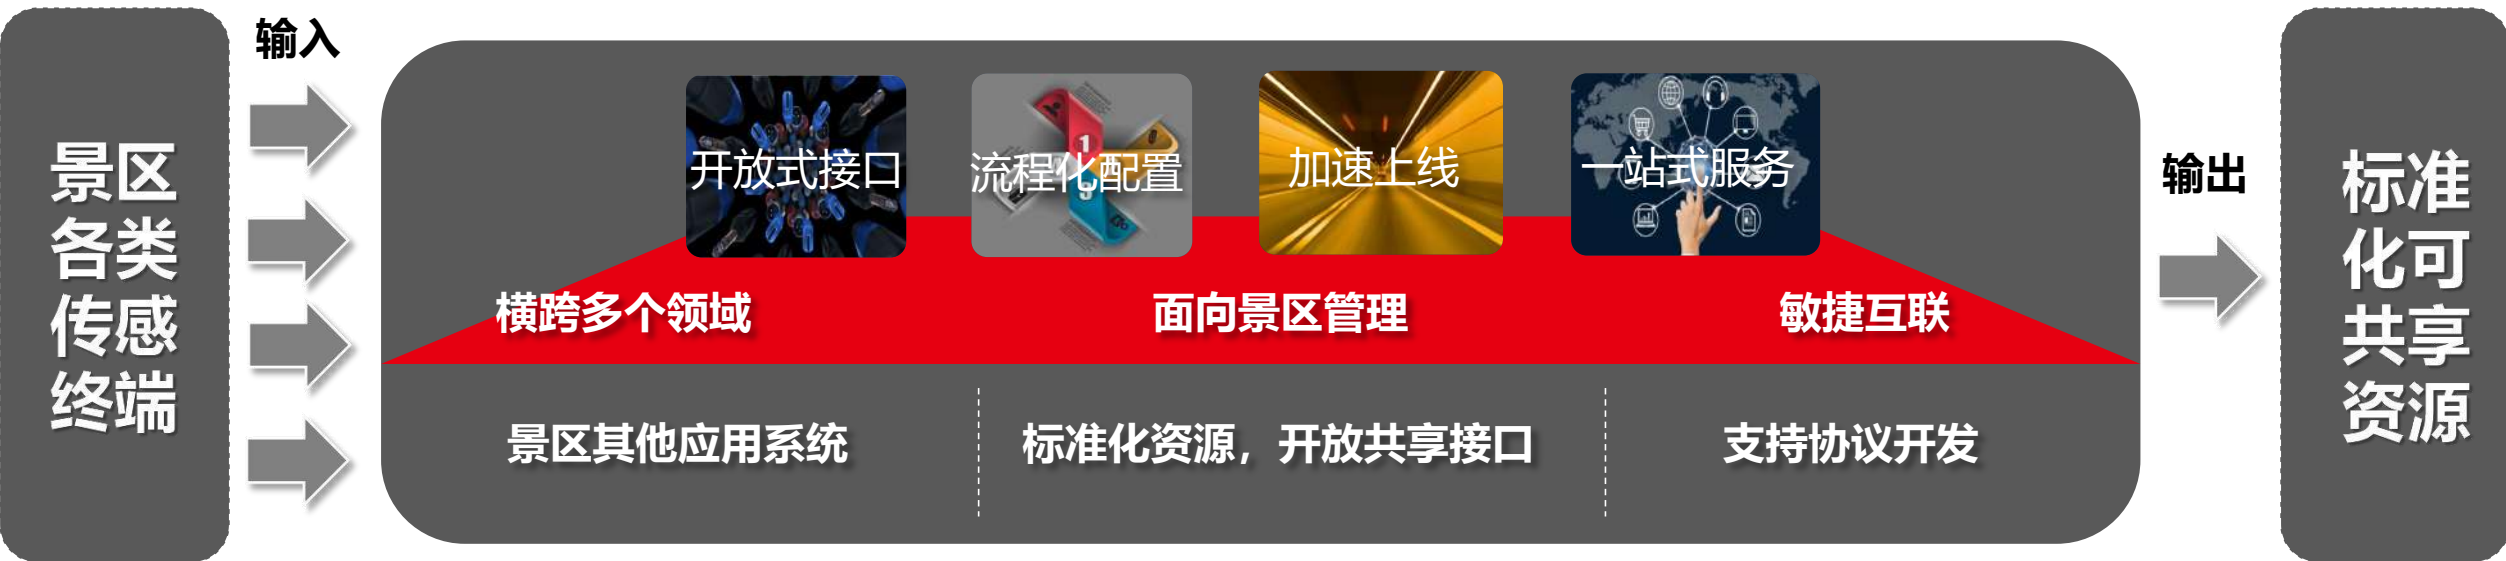 景区
各类
传感
终端
输入
开放式接口
流程化配置
加速上线
一站式服务
横跨多个领域
面向景区管理
敏捷互联
景区其他应用系统
标准化资源，开放共享接口
支持协议开发
输出
标准
化可
共享
资源